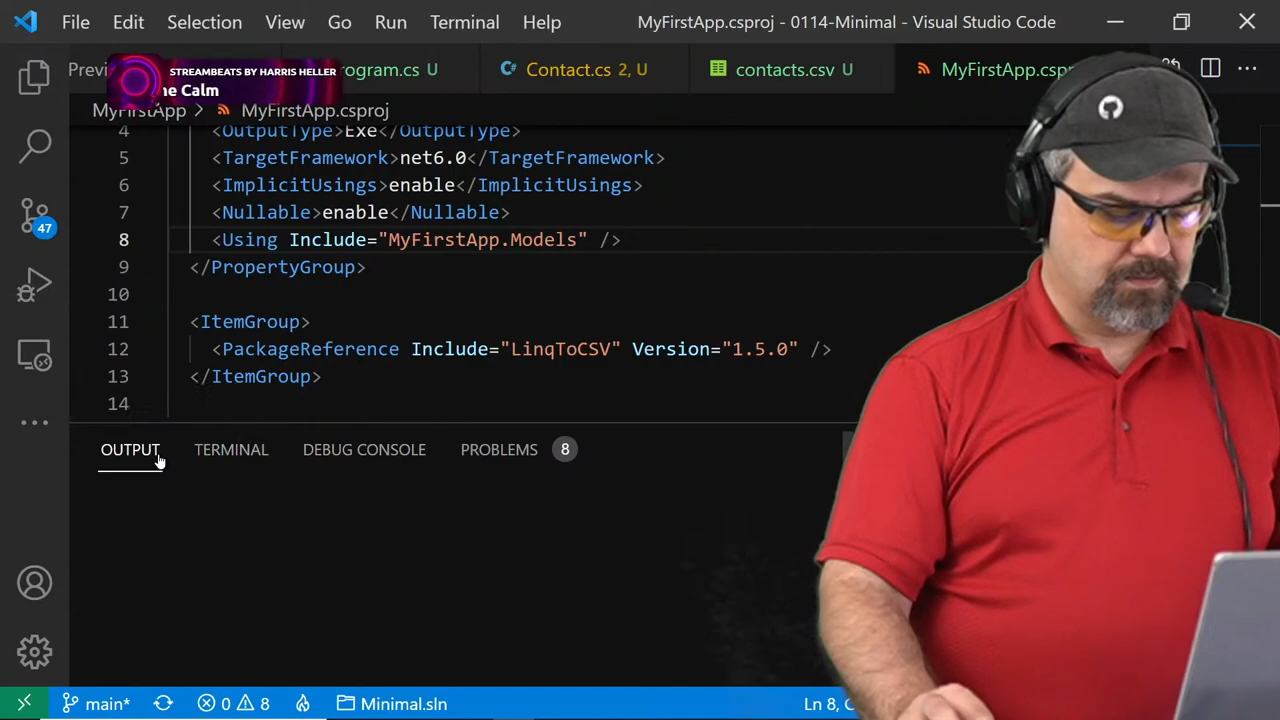 File Edit Selection View Go Run Terminal Help MyFirstApp.csproj - 0114-Minimal - Visual Studio Code
Previ rogram.cs U Contact.cs 2, U contacts.csv U MyFirstApp.cspr
STREAMBEATS BY HARRIS HELLER
ne Calm
MyFirstApp > MyFirstApp.csproj
4 <OutputType>Exe</OutputType>
5 <TargetFramework>net6.0</TargetFramework>
6 <ImplicitUsings>enable</ImplicitUsings>
7 <Nullable>enable</Nullable>
8 <Using Include="MyFirstApp.Models" />
9 </PropertyGroup>
10
11 <ItemGroup>
12 <PackageReference Include="LinqToCSV" Version="1.5.0" />
13 </ItemGroup>
14
47
OUTPUT TERMINAL DEBUG CONSOLE PROBLEMS 8
main* 0 8 Minimal.sln Ln 8, C